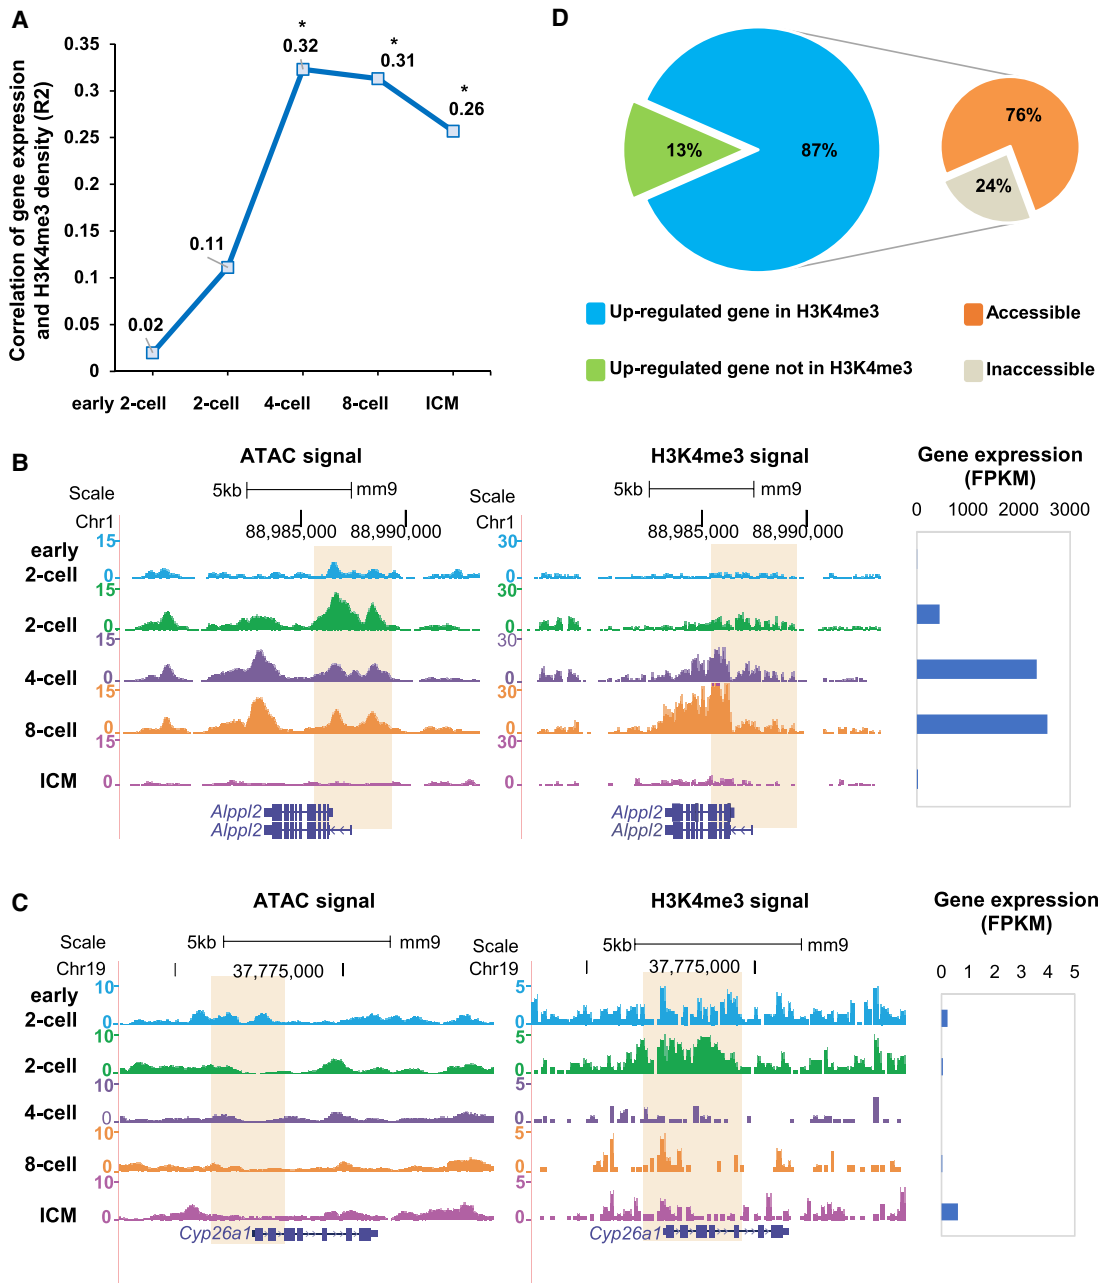 A
Correlation of gene expression
and H3K4me3 density (R2)
0.35
0.3
0.25
0.2
0.15
0.1
0.05
0
0.02
0.11
*
0.32
*
0.31
*
0.26
early 2-cell
2-cell
4-cell
8-cell
ICM
D
13%
87%
76%
24%
Up-regulated gene in H3K4me3
Accessible
Up-regulated gene not in H3K4me3
Inaccessible
B
ATAC signal
H3K4me3 signal
Gene expression
(FPKM)
Scale
5kb
mm9
Chr1
88,985,000
88,990,000
early
2-cell
15
0
2-cell
15
0
4-cell
15
0
8-cell
15
0
ICM
15
0
Alppl2
Alppl2
Scale
5kb
mm9
Chr1
88,985,000
88,990,000
30
0
30
0
30
0
30
0
30
0
Alppl2
Alppl2
0
1000
2000
3000
C
ATAC signal
H3K4me3 signal
Gene expression
(FPKM)
Scale
5kb
mm9
Chr19
37,775,000
early
2-cell
10
0
2-cell
10
0
4-cell
10
0
8-cell
10
0
ICM
10
0
Cyp26a1
Scale
5kb
mm9
Chr19
37,775,000
5
0
5
0
5
0
5
0
5
0
Cyp26a1
0
1
2
3
4
5